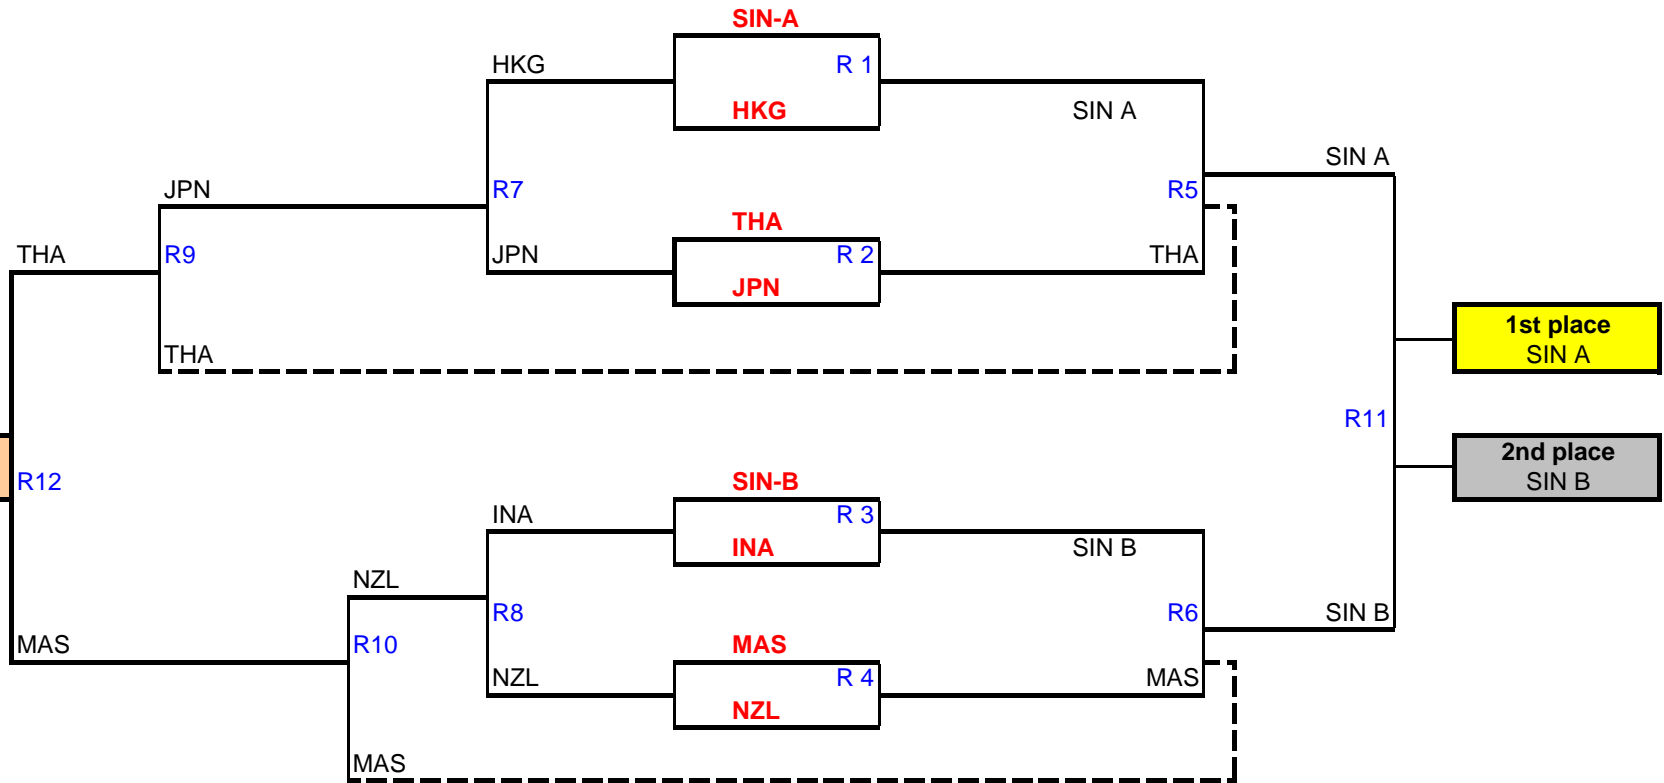 SIN-A
HKG R 1
HKG SIN A
SIN A
JPN R7 R5
THA
THA R9 JPN R 2 THA
JPN
1st place
THA SIN A
R11
2nd place
R12 SIN-B SIN B
INA R 3
INA SIN B
NZL
R8 R6 SIN B
MAS R10 MAS
NZL R 4 MAS
NZL
MAS